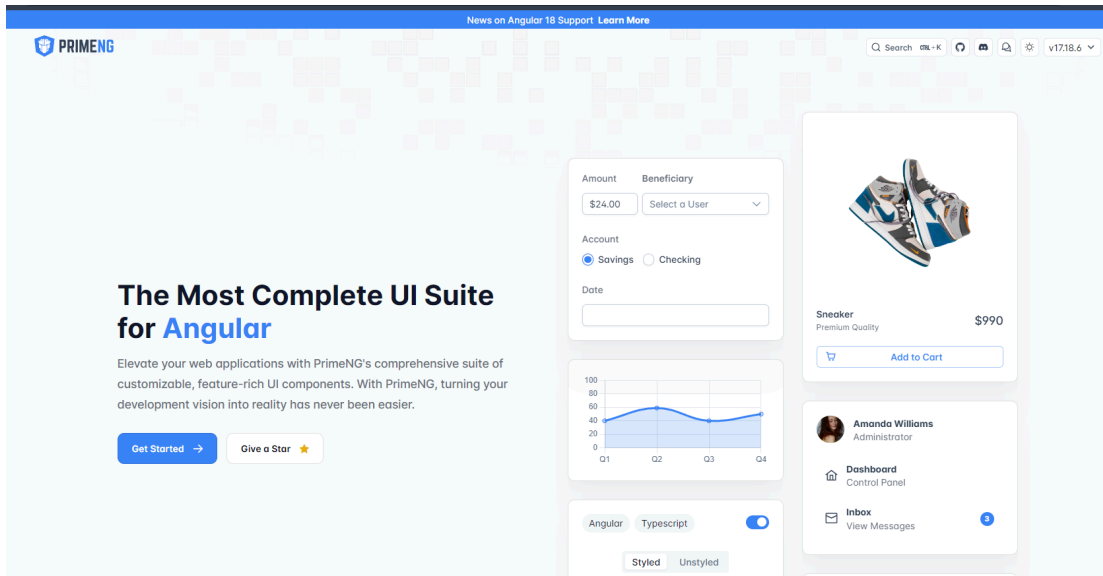 News on Angular 18 Support Learn More
PRIMENG
Search CTRL+K
v17.18.6
The Most Complete UI Suite
for Angular
Elevate your web applications with PrimeNG's comprehensive suite of
customizable, feature-rich UI components. With PrimeNG, turning your
development vision into reality has never been easier.
Get Started
Give a Star
Amount Beneficiary
$24.00 Select a User
Account
Savings Checking
Date
100
80
60
40
20
0
Q1 Q2 Q3 Q4
Angular Typescript
Styled Unstyled
Sneaker
Premium Quality
$990
Add to Cart
Amanda Williams
Administrator
Dashboard
Control Panel
Inbox
View Messages
3